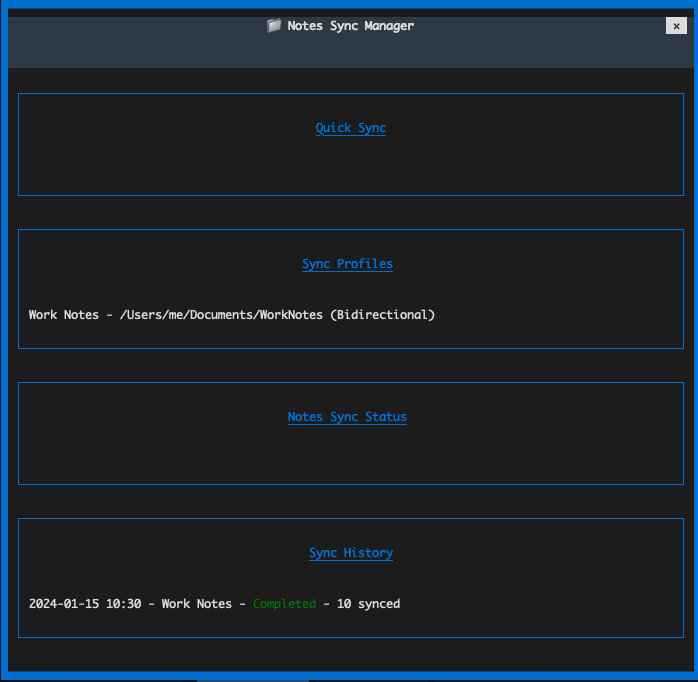 📁 Notes Sync Manager ×
Quick Sync
Sync Profiles
Work Notes - /Users/me/Documents/WorkNotes (Bidirectional)
Notes Sync Status
Sync History
2024-01-15 10:30 - Work Notes - Completed - 10 synced